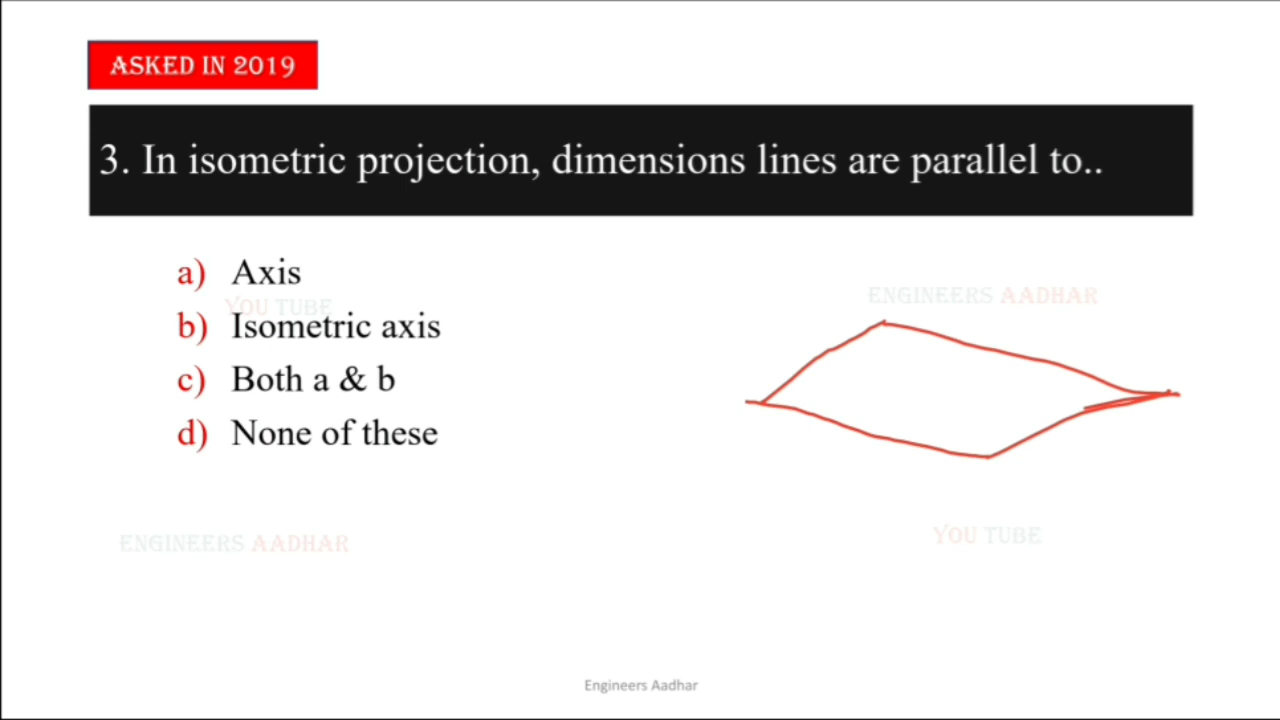 ASKED IN 2019
3. In isometric projection, dimensions lines are parallel to..
a) Axis
YOU TUBE
ENGINEERS AADHAR
b) Isometric axis
c) Both a & b
d) None of these
ENGINEERS AADHAR
YOU TUBE
Engineers Aadhar